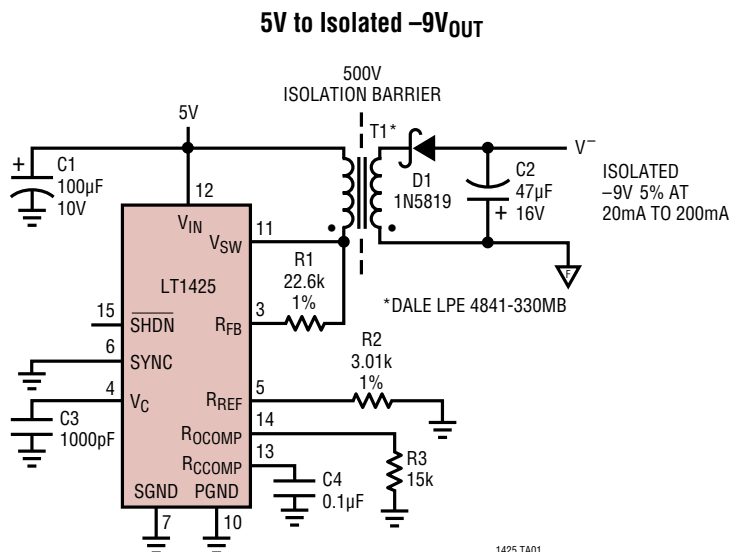 5V to Isolated –9VOUT
500V
ISOLATION BARRIER
5V
T1*
V–
+
C1
100µF
10V
D1
1N5819
C2
47µF
+ 16V
ISOLATED
–9V 5% AT
20mA TO 200mA
12
VIN
11
VSW
LT1425
R1
22.6k
1%
F
*DALE LPE 4841-330MB
15
SHDN
3
RFB
6
SYNC
R2
3.01k
1%
4
VC
5
RREF
C3
1000pF
14
ROCOMP
13
RCCOMP
R3
15k
C4
0.1µF
SGND PGND
7
10
1425 TA01